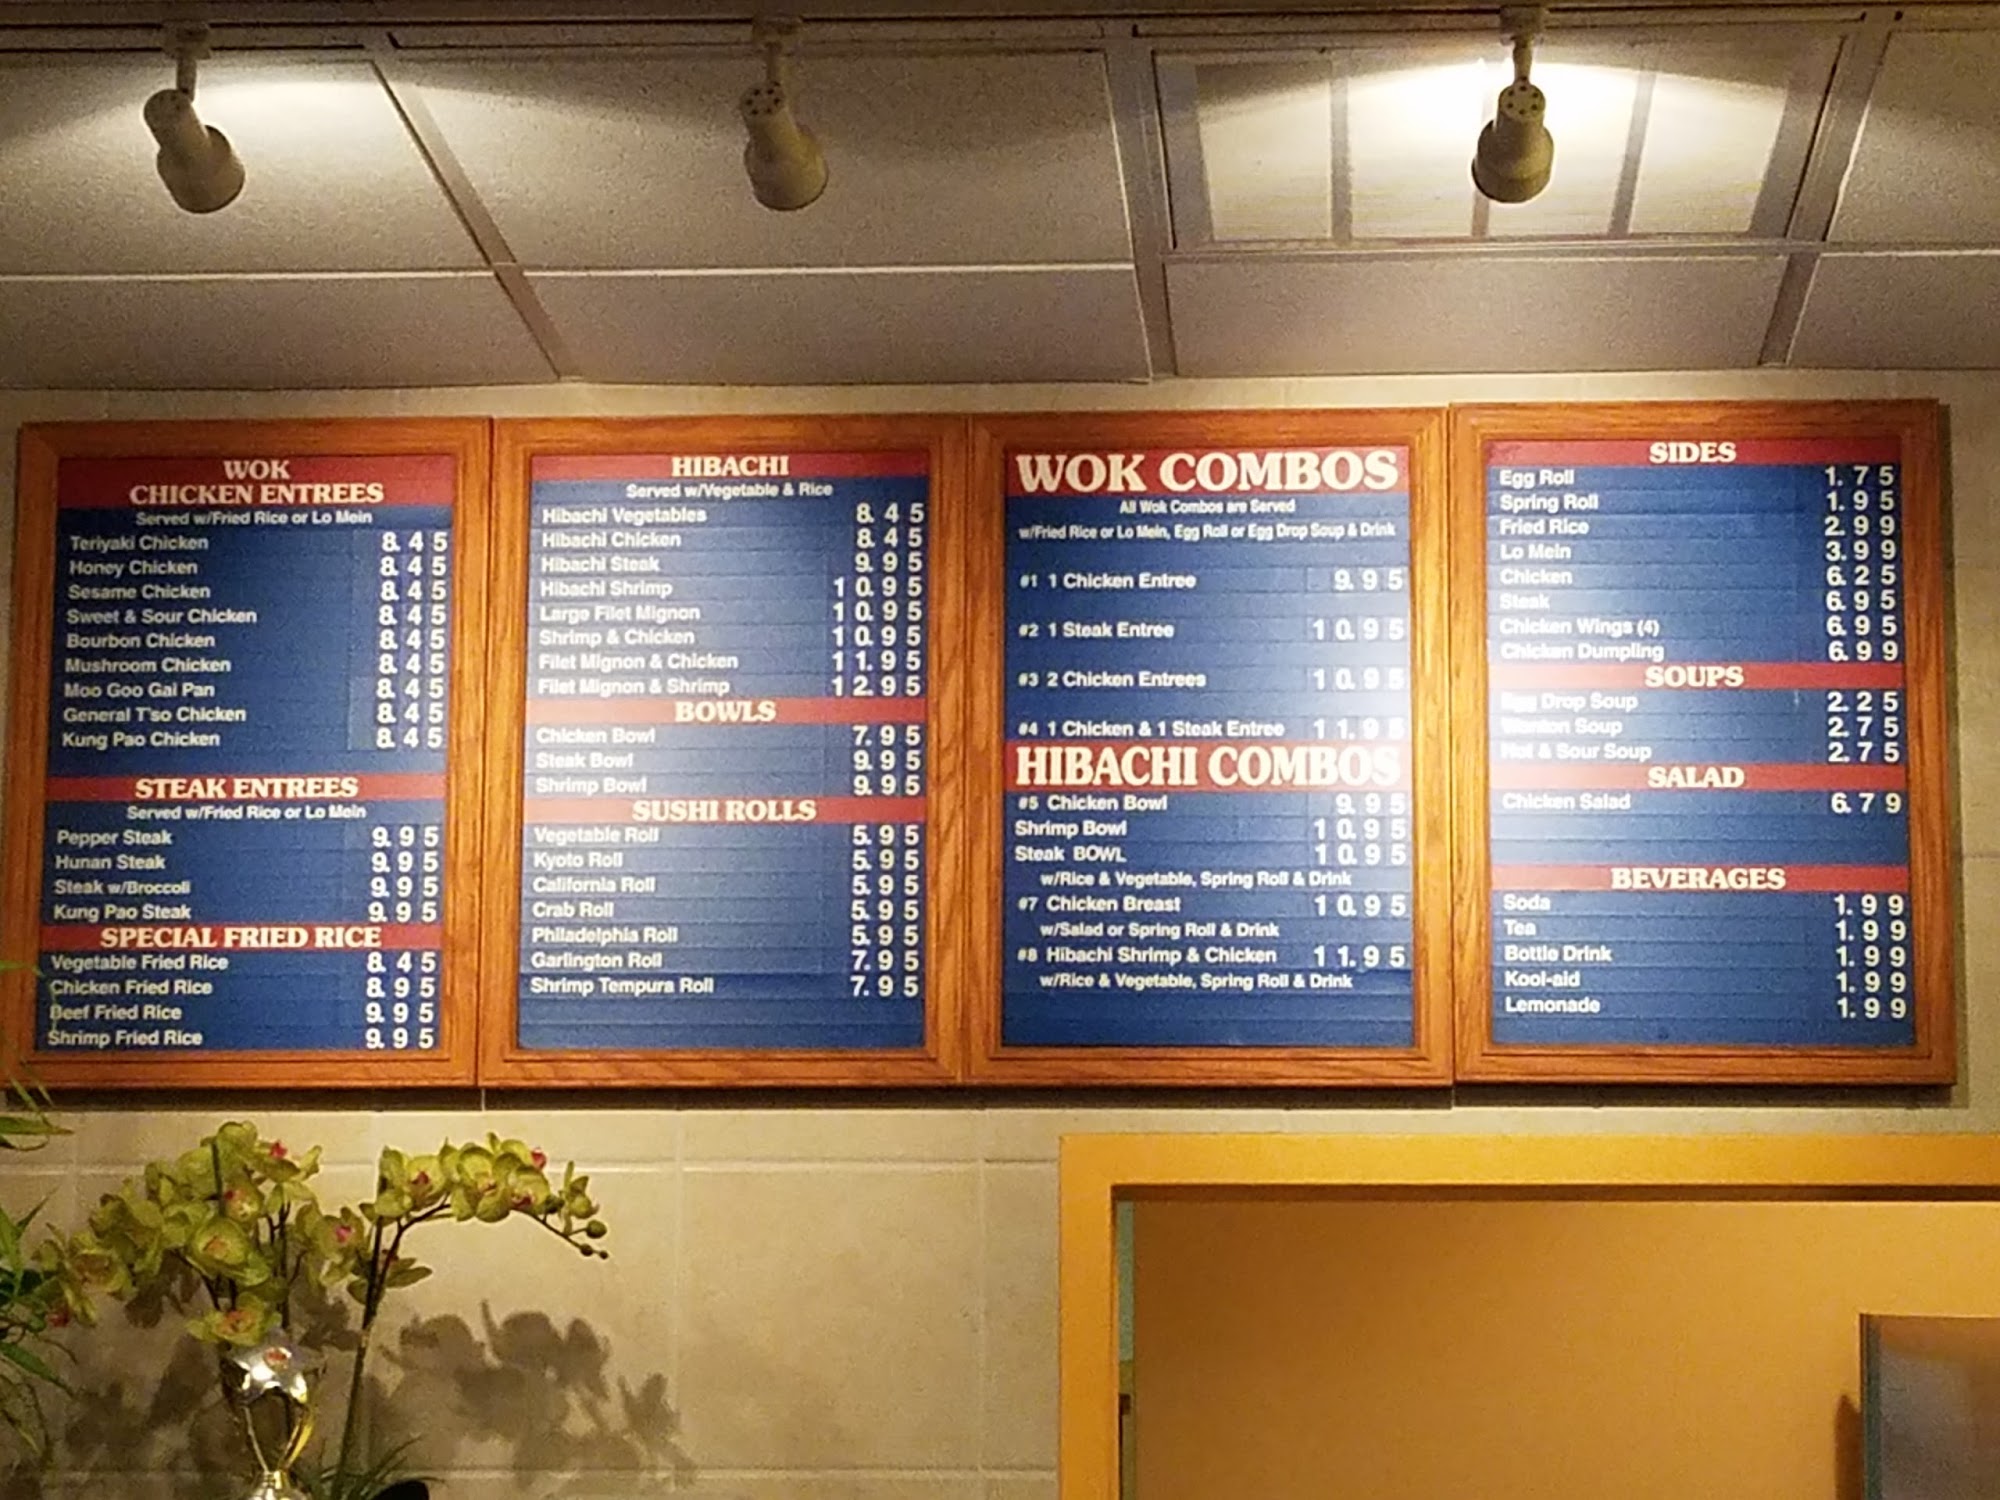 WOK
CHICKEN ENTREES
Served w/Fried Rice or Lo Mein
Teriyaki Chicken 8.45
Honey Chicken 8.45
Sesame Chicken 8.45
Sweet & Sour Chicken 8.45
Bourbon Chicken 8.45
Mushroom Chicken 8.45
Moo Goo Gai Pan 8.45
General T'so Chicken 8.45
Kung Pao Chicken 8.45
STEAK ENTREES
Served w/Fried Rice or Lo Mein
Pepper Steak 9.95
Hunan Steak 9.95
Steak w/Broccoli 9.95
Kung Pao Steak 9.95
SPECIAL FRIED RICE
Vegetable Fried Rice 8.45
Chicken Fried Rice 8.95
Beef Fried Rice 9.95
Shrimp Fried Rice 9.95
HIBACHI
Served w/Vegetable & Rice
Hibachi Vegetables 8.45
Hibachi Chicken 8.45
Hibachi Steak 9.95
Hibachi Shrimp 10.95
Large Filet Mignon 10.95
Shrimp & Chicken 10.95
Filet Mignon & Chicken 11.95
Filet Mignon & Shrimp 12.95
BOWLS
Chicken Bowl 7.95
Steak Bowl 9.95
Shrimp Bowl 9.95
SUSHI ROLLS
Vegetable Roll 5.95
Kyoto Roll 5.95
California Roll 5.95
Crab Roll 5.95
Philadelphia Roll 5.95
Garlington Roll 7.95
Shrimp Tempura Roll 7.95
WOK COMBOS
All Wok Combos are Served
w/Fried Rice or Lo Mein, Egg Roll or Egg Drop Soup & Drink
#1 1 Chicken Entree 9.95
#2 1 Steak Entree 10.95
#3 2 Chicken Entrees 10.95
#4 1 Chicken & 1 Steak Entree 11.95
HIBACHI COMBOS
#5 Chicken Bowl 9.95
Shrimp Bowl 10.95
Steak BOWL 10.95
w/Rice & Vegetable, Spring Roll & Drink
#7 Chicken Breast 10.95
w/Salad or Spring Roll & Drink
#8 Hibachi Shrimp & Chicken 11.95
w/Rice & Vegetable, Spring Roll & Drink
SIDES
Egg Roll 1.75
Spring Roll 1.95
Fried Rice 2.99
Lo Mein 3.99
Chicken 6.25
Steak 6.95
Chicken Wings (4) 6.95
Chicken Dumpling 6.99
SOUPS
Egg Drop Soup 2.25
Wonton Soup 2.75
Hot & Sour Soup 2.75
SALAD
Chicken Salad 6.79
BEVERAGES
Soda 1.99
Tea 1.99
Bottle Drink 1.99
Kool-aid 1.99
Lemonade 1.99